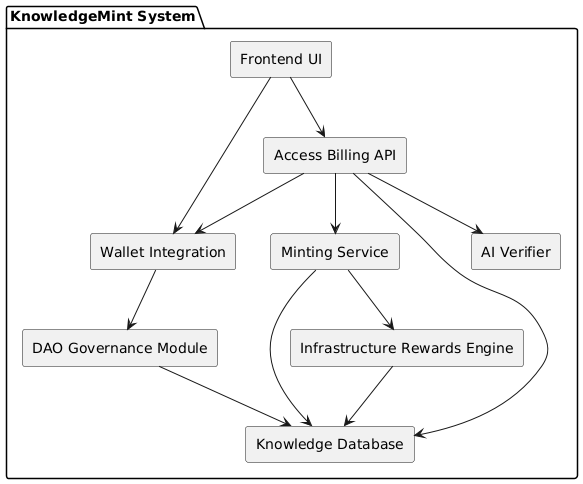 KnowledgeMint System
Frontend UI
Access Billing API
Wallet Integration
Minting Service
AI Verifier
DAO Governance Module
Infrastructure Rewards Engine
Knowledge Database